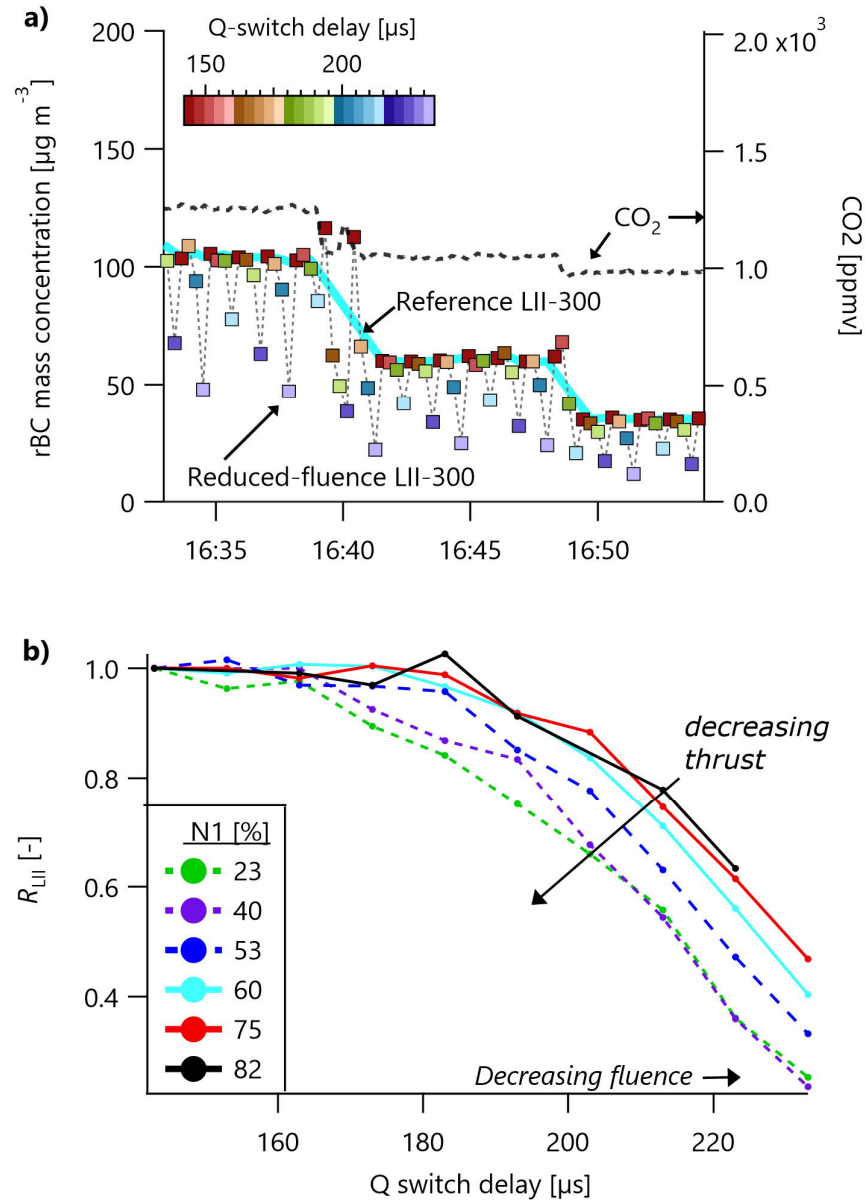 a)
Q-switch delay [µs]
150 200
200
150
100
50
0
rBC mass concentration [µg m⁻³]
2.0 x10³
1.5
1.0
0.5
0.0
CO2 [ppmv]
CO₂
Reference LII-300
Reduced-fluence LII-300
16:35 16:40 16:45 16:50
b)
1.0
0.8
0.6
0.4
R_LII [-]
decreasing
thrust
N1 [%]
23
40
53
60
75
82
Decreasing fluence
160 180 200 220
Q switch delay [µs]